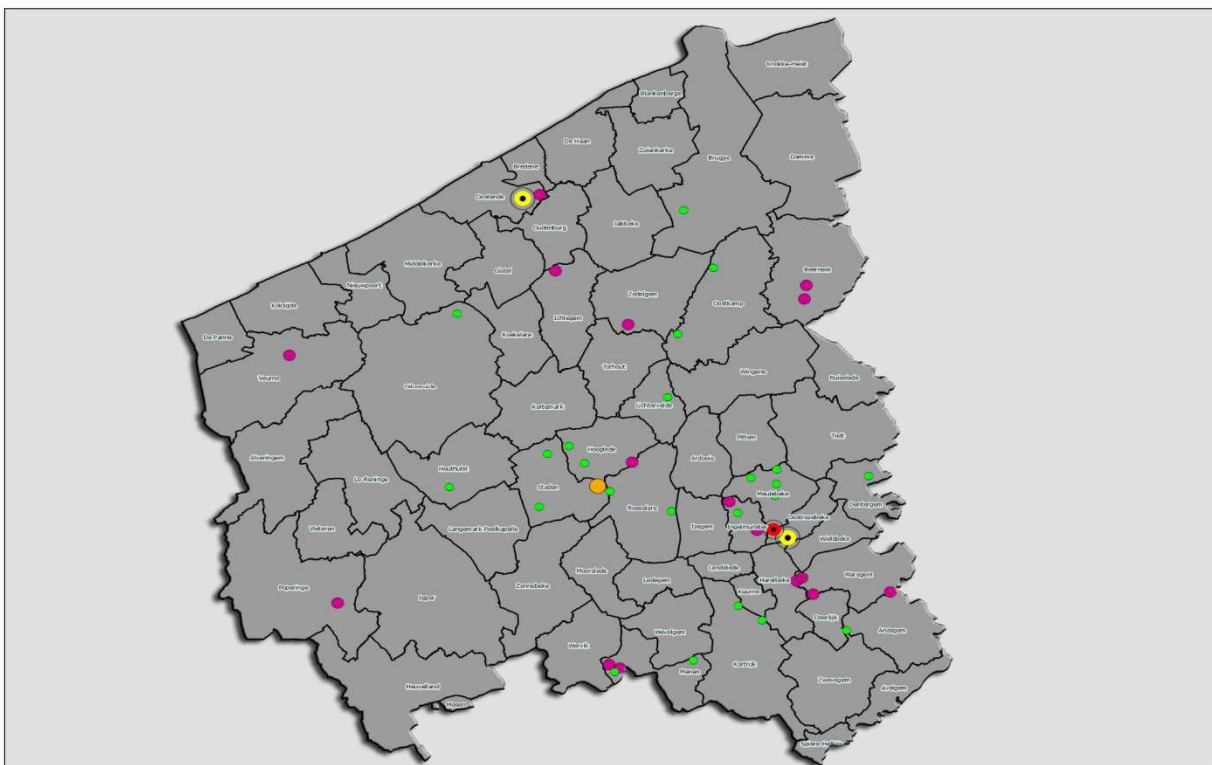 Knokke-Heist
Blankenberge
De Haan
Zuienkerke
Brugge
Damme
Bredene
Oostende
Oudenburg
Jabbeke
Middelkerke
Gistel
Beernem
Nieuwpoort
Zedelgem
Oostkamp
Koksijde
Ichtegem
De Panne
Koekelare
Torhout
Wingene
Veurne
Diksmuide
Ruiselede
Lichtervelde
Kortemark
Pittem
Tielt
Hooglede
Alveringem
Ardooie
Houthulst
Lo-Reninge
Staden
Meulebeke
Dentergem
Roeselare
Oostrozebeke
Vleteren
Langemark-Poelkapelle
Izegem
Ingelmunster
Wielsbeke
Lendelede
Moorslede
Zonnebeke
Ledegem
Harelbeke
Waregem
Poperinge
Kuurne
Ieper
Deerlijk
Anzegem
Wevelgem
Wervik
Kortrijk
Menen
Zwevegem
Heuvelland
Avelgem
Mesen